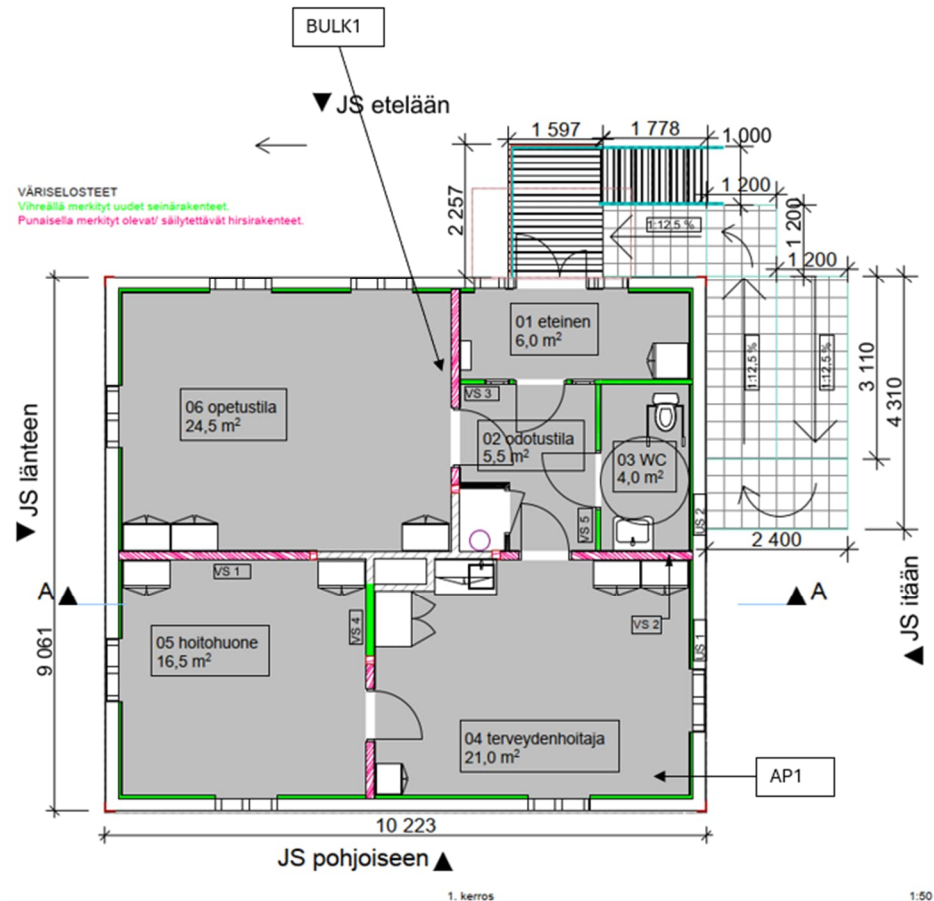 BULK1
▼ JS etelään
1 597
1 778
1 000
2 257
1 200
1 200
1 200
1:12,5 %
VÄRISELOSTEET
Vihreällä merkityt uudet seinärakenteet.
Punaisella merkityt olevat/ säilytettävät hirsirakenteet.
01 eteinen
6,0 m²
1:12,5 %
1:12,5 %
3 110
4 310
06 opetustila
24,5 m²
VS 3
02 odotustila
5,5 m²
03 WC
4,0 m²
▼ JS länteen
VS 5
US 2
2 400
A ▲
VS 1
VS 4
VS 2
US 1
▲ A
▲ JS itään
9 061
05 hoitohuone
16,5 m²
04 terveydenhoitaja
21,0 m²
AP1
10 223
JS pohjoiseen ▲
1. kerros
1:50